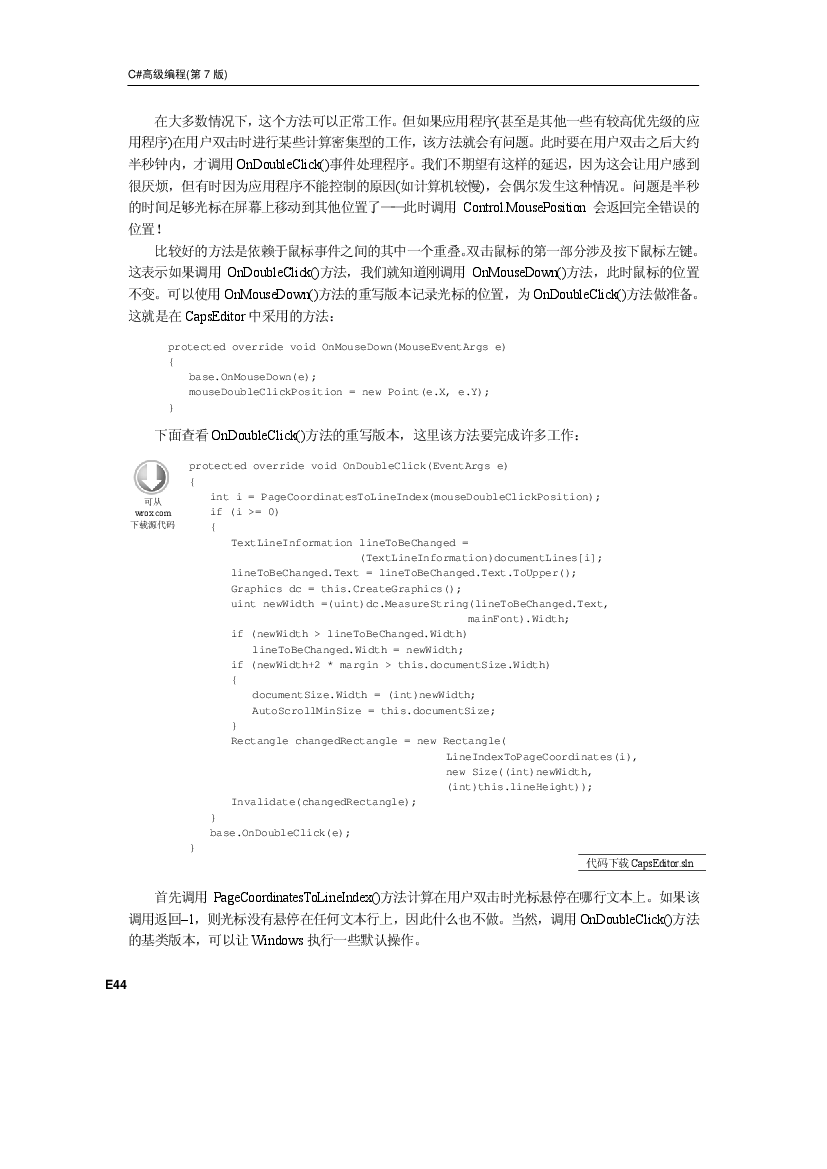 C#高级编程(第 7 版)
在大多数情况下，这个方法可以正常工作。但如果应用程序(甚至是其他一些有较高优先级的应
用程序)在用户双击时进行某些计算密集型的工作，该方法就会有问题。此时要在用户双击之后大约
半秒钟内，才调用 OnDoubleClick()事件处理程序。我们不期望有这样的延迟，因为这会让用户感到
很厌烦，但有时因为应用程序不能控制的原因(如计算机较慢)，会偶尔发生这种情况。问题是半秒
的时间足够光标在屏幕上移动到其他位置了——此时调用 Control.MousePosition 会返回完全错误的
位置！
比较好的方法是依赖于鼠标事件之间的其中一个重叠。双击鼠标的第一部分涉及按下鼠标左键。
这表示如果调用 OnDoubleClick()方法，我们就知道刚调用 OnMouseDown()方法，此时鼠标的位置
不变。可以使用 OnMouseDown()方法的重写版本记录光标的位置，为 OnDoubleClick()方法做准备。
这就是在 CapsEditor 中采用的方法：
protected override void OnMouseDown(MouseEventArgs e)
{
base.OnMouseDown(e);
mouseDoubleClickPosition = new Point(e.X, e.Y);
}
下面查看 OnDoubleClick()方法的重写版本，这里该方法要完成许多工作：
可从
wrox.com
下载源代码
protected override void OnDoubleClick(EventArgs e)
{
int i = PageCoordinatesToLineIndex(mouseDoubleClickPosition);
if (i >= 0)
{
TextLineInformation lineToBeChanged =
(TextLineInformation)documentLines[i];
lineToBeChanged.Text = lineToBeChanged.Text.ToUpper();
Graphics dc = this.CreateGraphics();
uint newWidth =(uint)dc.MeasureString(lineToBeChanged.Text,
mainFont).Width;
if (newWidth > lineToBeChanged.Width)
lineToBeChanged.Width = newWidth;
if (newWidth+2 * margin > this.documentSize.Width)
{
documentSize.Width = (int)newWidth;
AutoScrollMinSize = this.documentSize;
}
Rectangle changedRectangle = new Rectangle(
LineIndexToPageCoordinates(i),
new Size((int)newWidth,
(int)this.lineHeight));
Invalidate(changedRectangle);
}
base.OnDoubleClick(e);
}
代码下载 CapsEditor.sln
首先调用 PageCoordinatesToLineIndex()方法计算在用户双击时光标悬停在哪行文本上。如果该
调用返回–1，则光标没有悬停在任何文本行上，因此什么也不做。当然，调用 OnDoubleClick()方法
的基类版本，可以让 Windows 执行一些默认操作。
E44